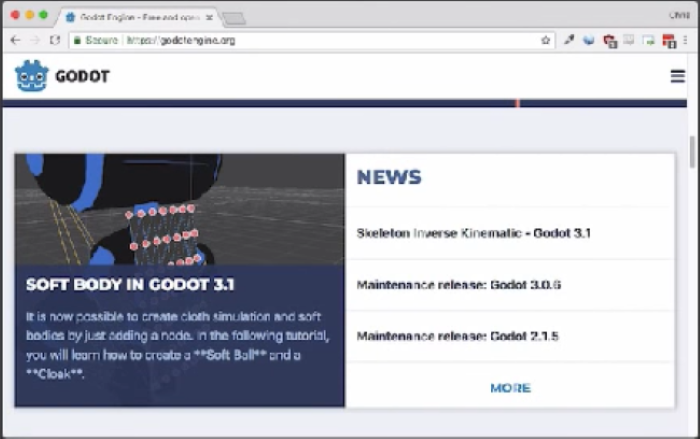 Godot Engine - Free and open
Chris
Secure
https://godotengine.org
GODOT
NEWS
Skeleton Inverse Kinematic - Godot 3.1
Maintenance release: Godot 3.0.6
Maintenance release: Godot 2.1.5
MORE
SOFT BODY IN GODOT 3.1
It is now possible to create cloth simulation and soft
bodies by just adding a node. In the following tutorial,
you will learn how to create a **Soft Ball** and a
**Cloak**.